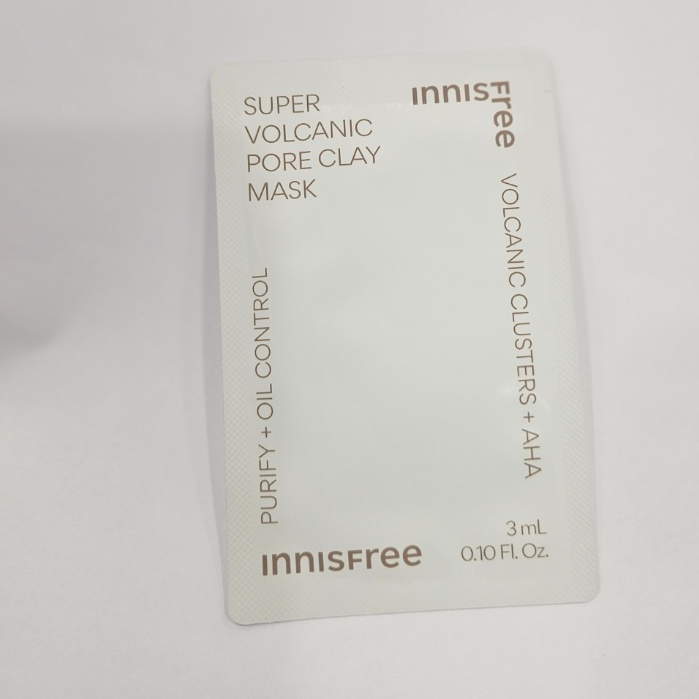 SUPER
VOLCANIC
PORE CLAY
MASK
INNISFree
VOLCANIC CLUSTERS + AHA
PURIFY + OIL CONTROL
INNISFree
3 mL
0.10 Fl. Oz.